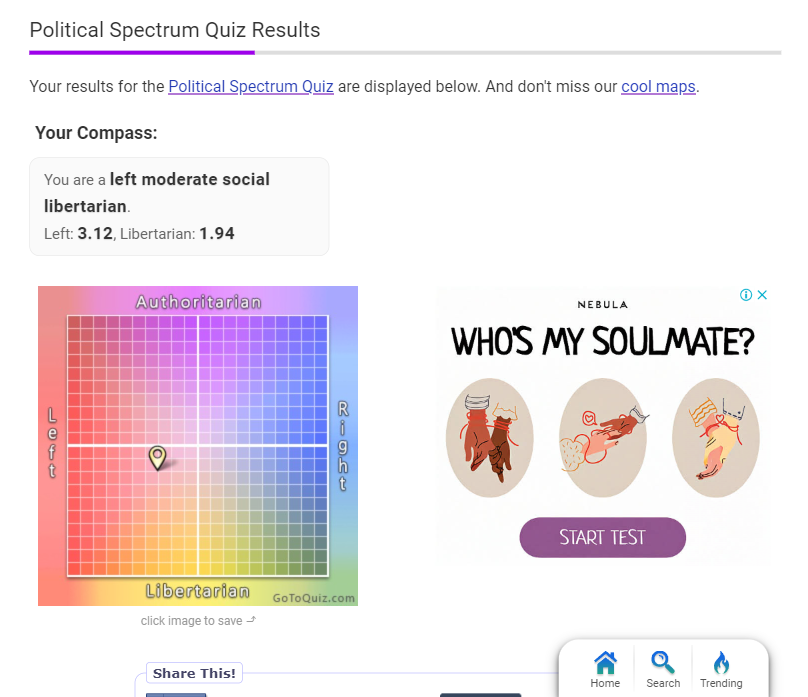 Political Spectrum Quiz Results
Your results for the Political Spectrum Quiz are displayed below. And don't miss our cool maps.
Your Compass:
You are a left moderate social
libertarian.
Left: 3.12, Libertarian: 1.94
Authoritarian
Left
Right
Libertarian
GoToQuiz.com
click image to save
NEBULA
WHO'S MY SOULMATE?
START TEST
Share This!
Home
Search
Trending